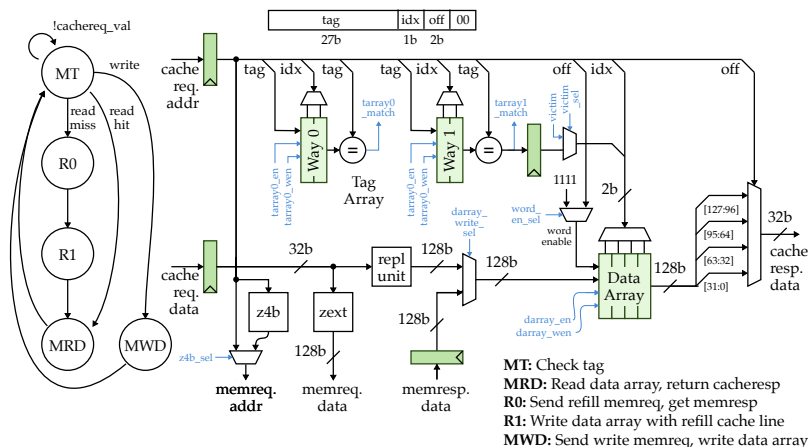 tag idx off 00
27b 1b 2b
!cachereq_val
MT
write
read
miss
read
hit
R0
R1
MRD
MWD
cache
req.
addr
tag idx tag
tag idx tag
off idx
off
Way 0
=
tarray0
_match
tarray0_en
tarray0_wen
Tag
Array
Way 1
=
tarray1
_match
tarray0_en
tarray0_wen
victim
victim
_sel
1111
2b
word_
en_sel
word
enable
[127:96]
[95:64]
[63:32]
[31:0]
32b
cache
resp.
data
cache
req.
data
32b
repl
unit
128b
darray_
write_
sel
128b
Data
Array
128b
darray_en
darray_wen
z4b
zext
128b
z4b_sel
128b
memreq.
addr
memreq.
data
memresp.
data
MT: Check tag
MRD: Read data array, return cacheresp
R0: Send refill memreq, get memresp
R1: Write data array with refill cache line
MWD: Send write memreq, write data array